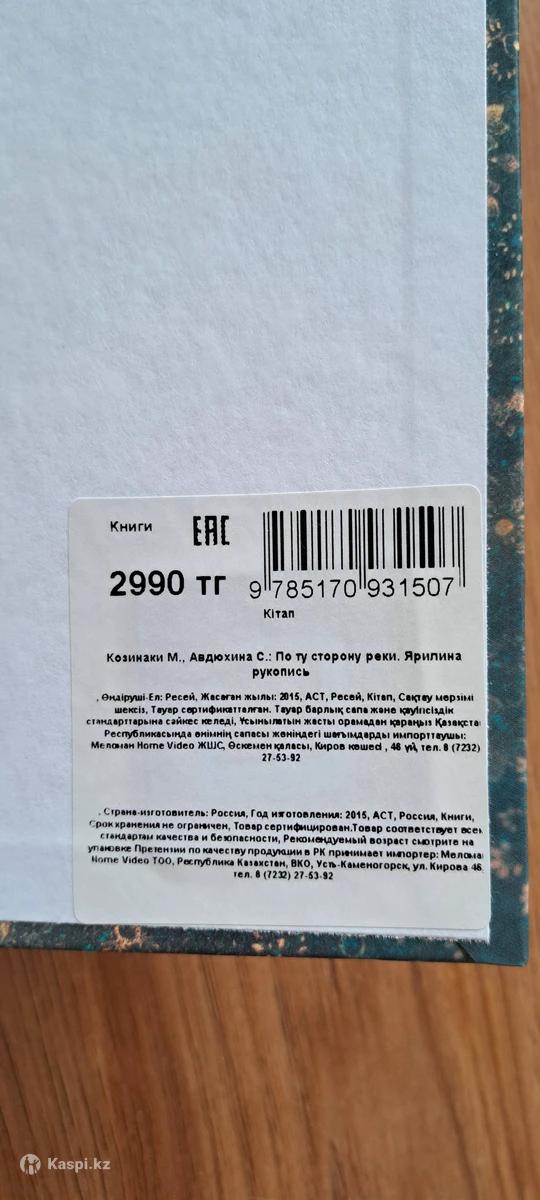 Книги
EAC
2990 тг
9 785170 931507
Кітап
Козинаки М., Авдюхина С.: По ту сторону реки. Ярилина
рукопись
, Өндіруші-Ел: Ресей, Жасаған жылы: 2015, АСТ, Ресей, Кітап, Сақтау мерзімі
шексіз, Тауар сертификатталған. Тауар барлық сапа және қауіпсіздік
стандарттарына сәйкес келеді, Ұсынылатын жасты орамадан қараңыз Қазақста
Республикасында өнімнің сапасы жөніндегі шағымдарды импорттаушы:
Меломан Home Video ЖШС, Өскемен қаласы, Киров көшесі , 46 үй, тел. 8 (7232)
27-53-92
, Страна-изготовитель: Россия, Год изготовления: 2015, АСТ, Россия, Книги,
Срок хранения не ограничен, Товар сертифицирован.Товар соответствует всем
стандартам качества и безопасности, Рекомендуемый возраст смотрите на
упаковке Претензии по качеству продукции в РК принимает импортер: Мелома
Home Video ТОО, Республика Казахстан, ВКО, Усть-Каменогорск, ул. Кирова 46.
тел. 8 (7232) 27-53-92
Kaspi.kz